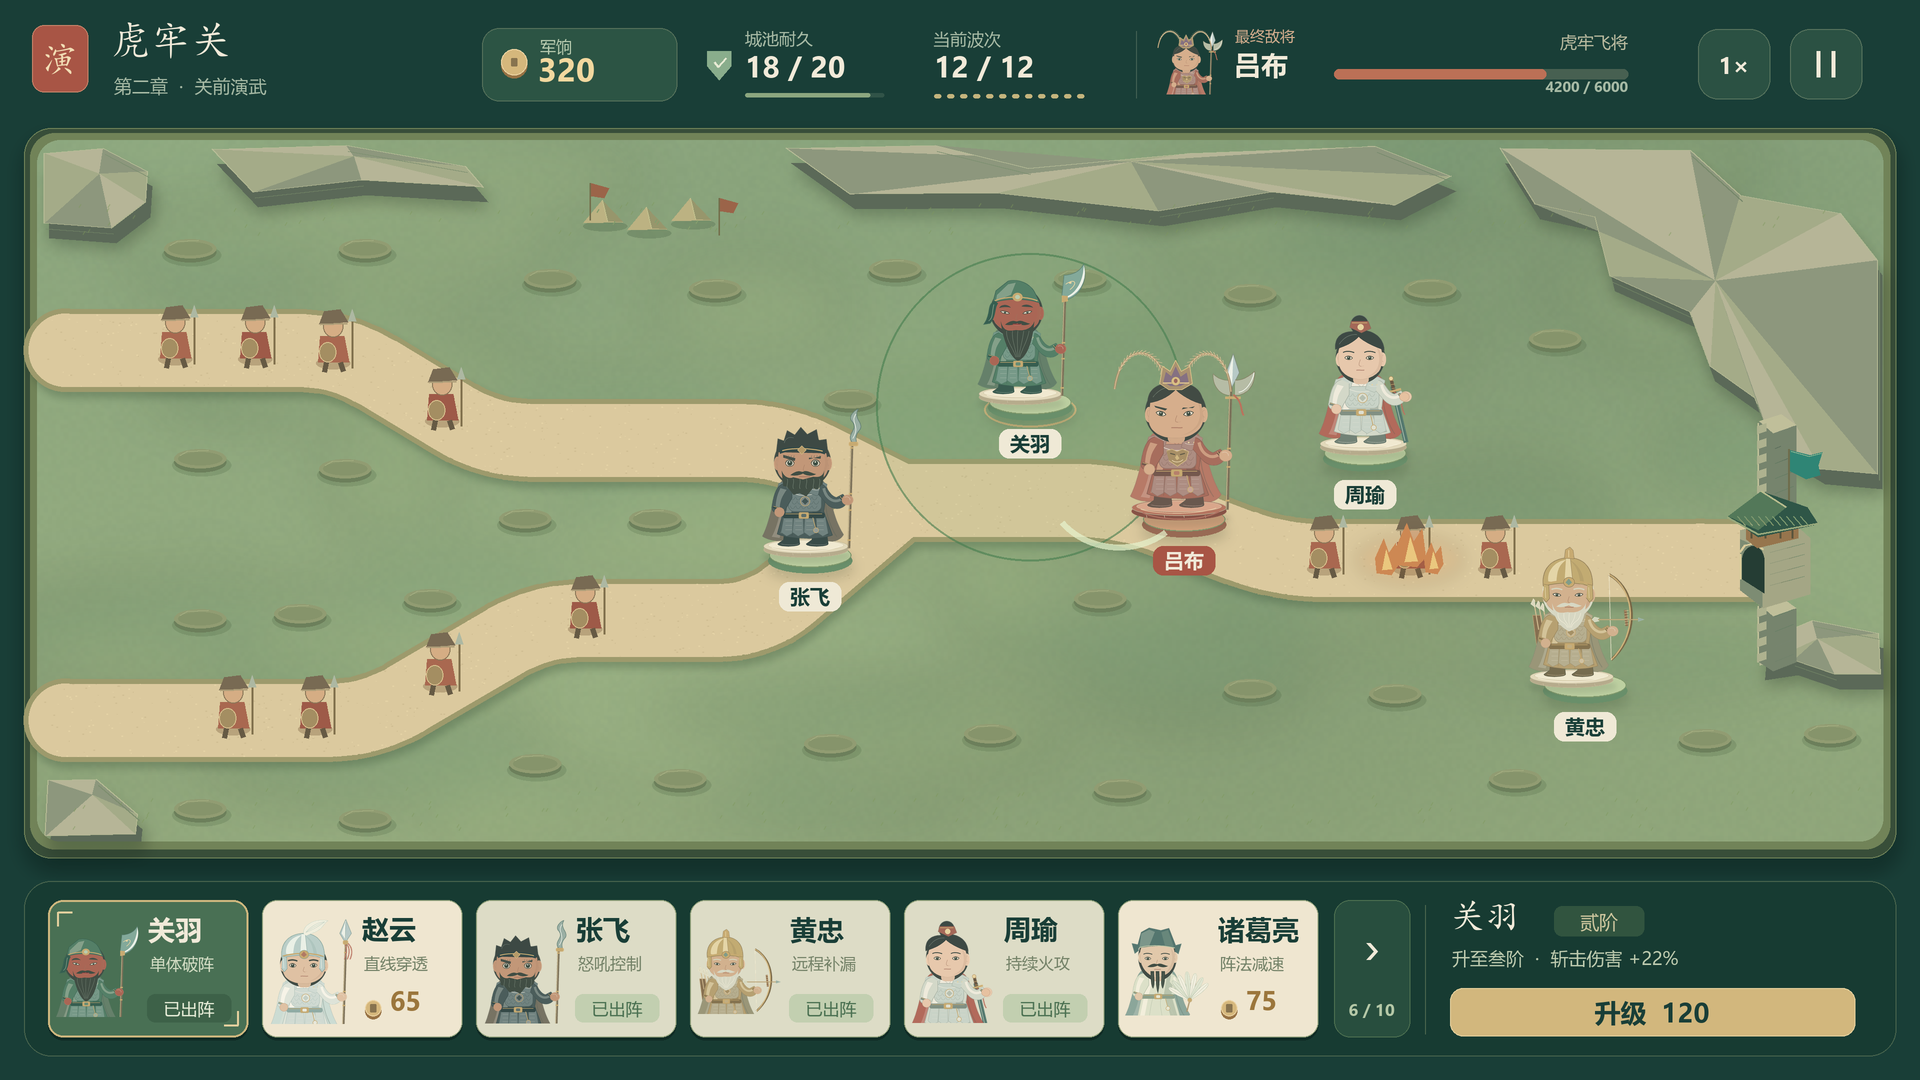 演
虎牢关
第二章 · 关前演武
军饷
320
城池耐久
18 / 20
当前波次
12 / 12
最终敌将
吕布
虎牢飞将
4200 / 6000
1×
关羽
周瑜
吕布
张飞
黄忠
关羽
单体破阵
已出阵
赵云
直线穿透
65
张飞
怒吼控制
已出阵
黄忠
远程补漏
已出阵
周瑜
持续火攻
已出阵
诸葛亮
阵法减速
75
›
6 / 10
关羽
贰阶
升至叁阶 · 斩击伤害 +22%
升级 120